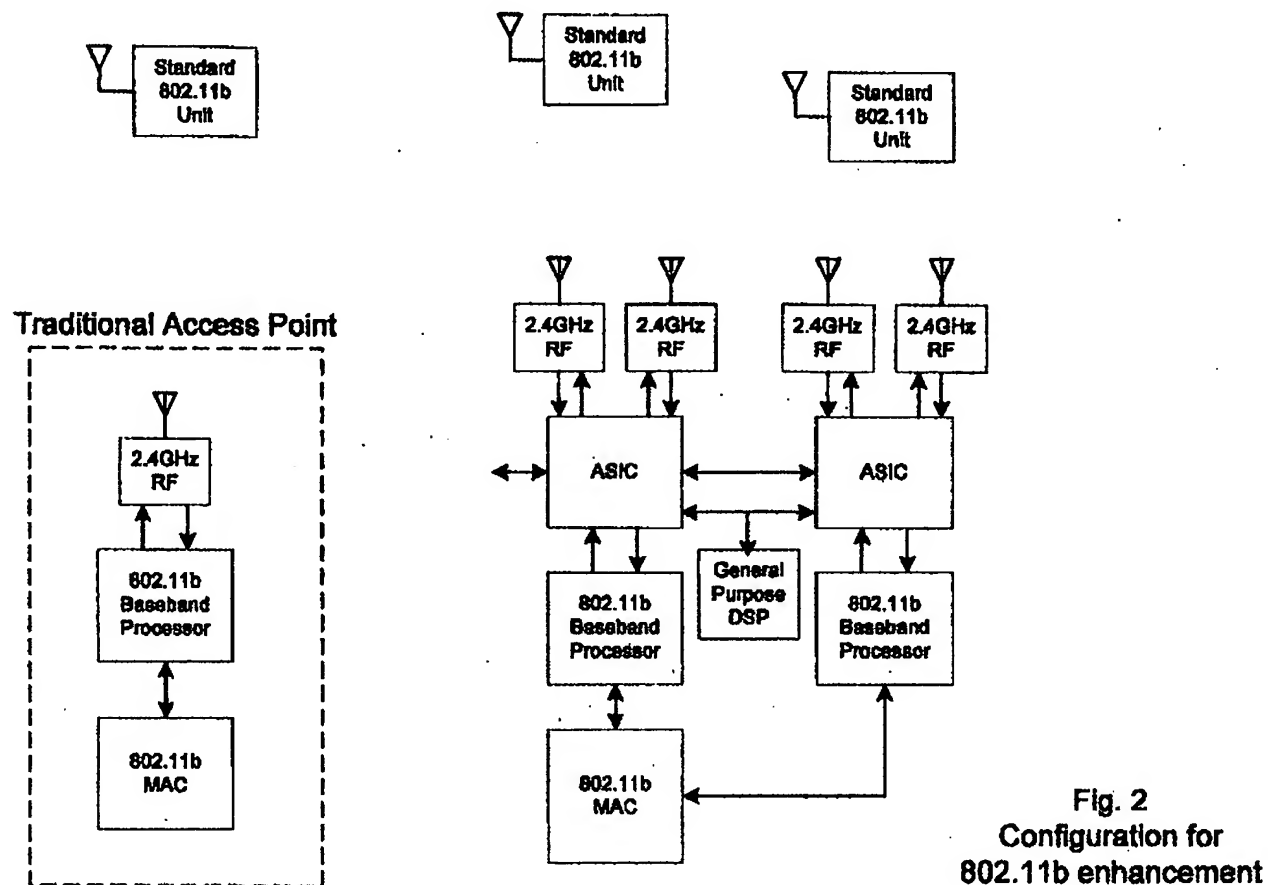 Standard
802.11b
Unit
Standard
802.11b
Unit
Standard
802.11b
Unit
Traditional Access Point
2.4GHz
RF
802.11b
Baseband
Processor
802.11b
MAC
2.4GHz
RF
2.4GHz
RF
2.4GHz
RF
2.4GHz
RF
ASIC
ASIC
General
Purpose
DSP
802.11b
Baseband
Processor
802.11b
Baseband
Processor
802.11b
MAC
Fig. 2
Configuration for
802.11b enhancement